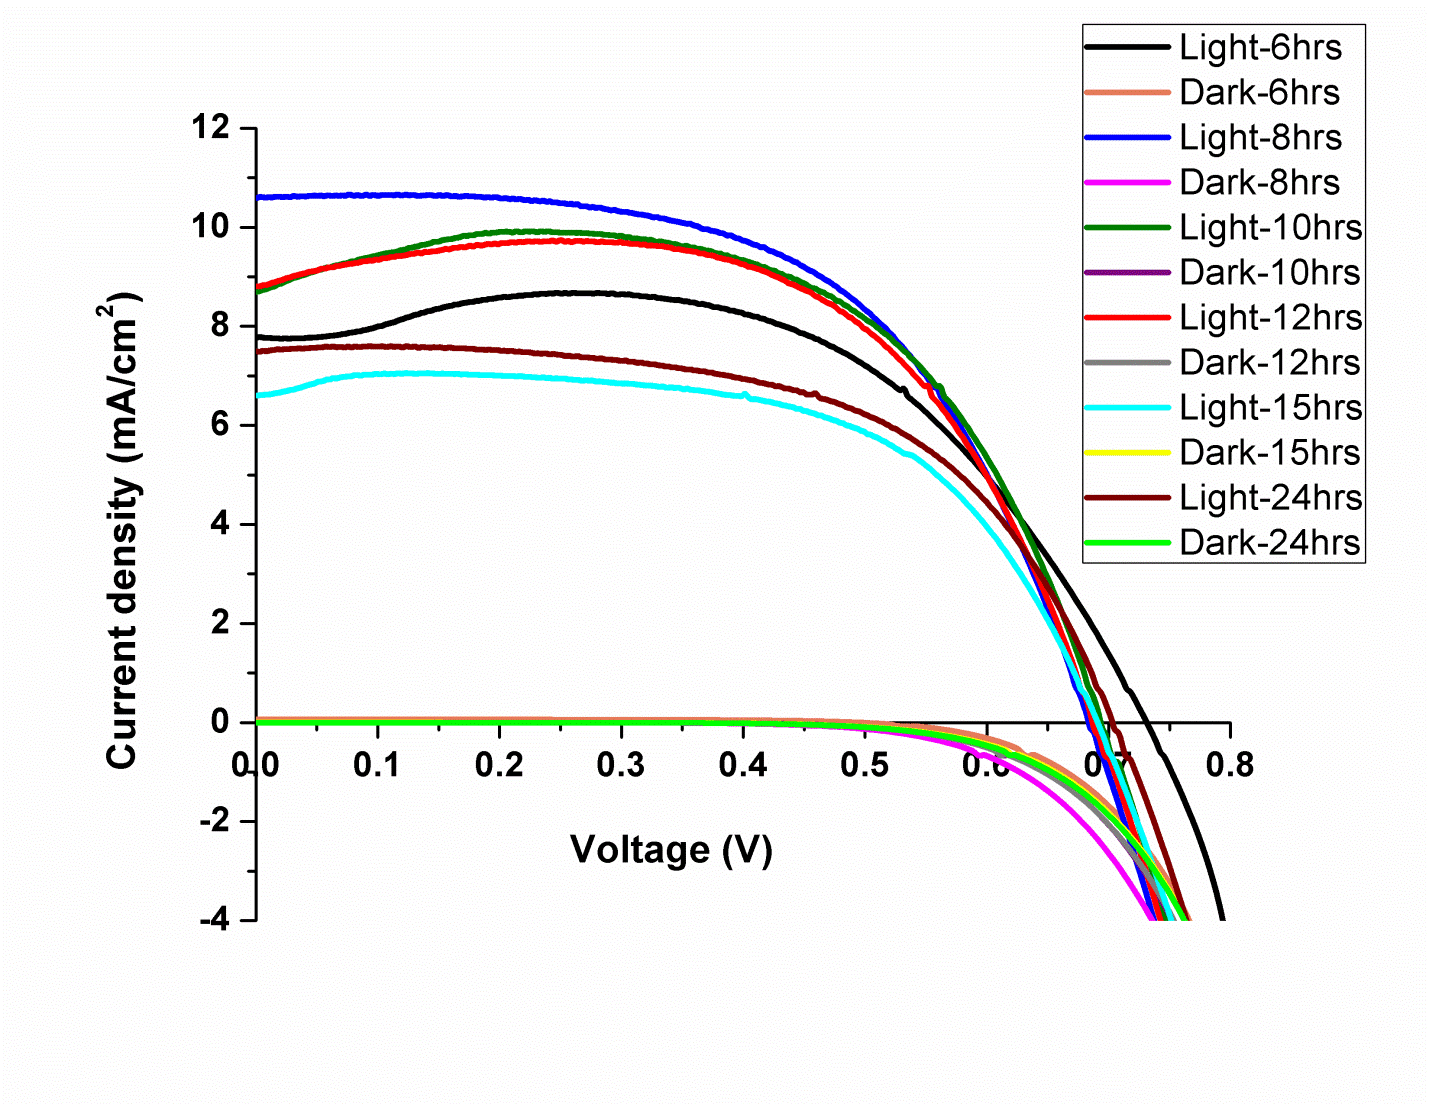 Light-6hrs
Dark-6hrs
Light-8hrs
Dark-8hrs
Light-10hrs
Dark-10hrs
Light-12hrs
Dark-12hrs
Light-15hrs
Dark-15hrs
Light-24hrs
Dark-24hrs
12
10
8
6
4
2
0
-2
-4
Current density (mA/cm²)
0.0 0.1 0.2 0.3 0.4 0.5 0.6 0.7 0.8
Voltage (V)